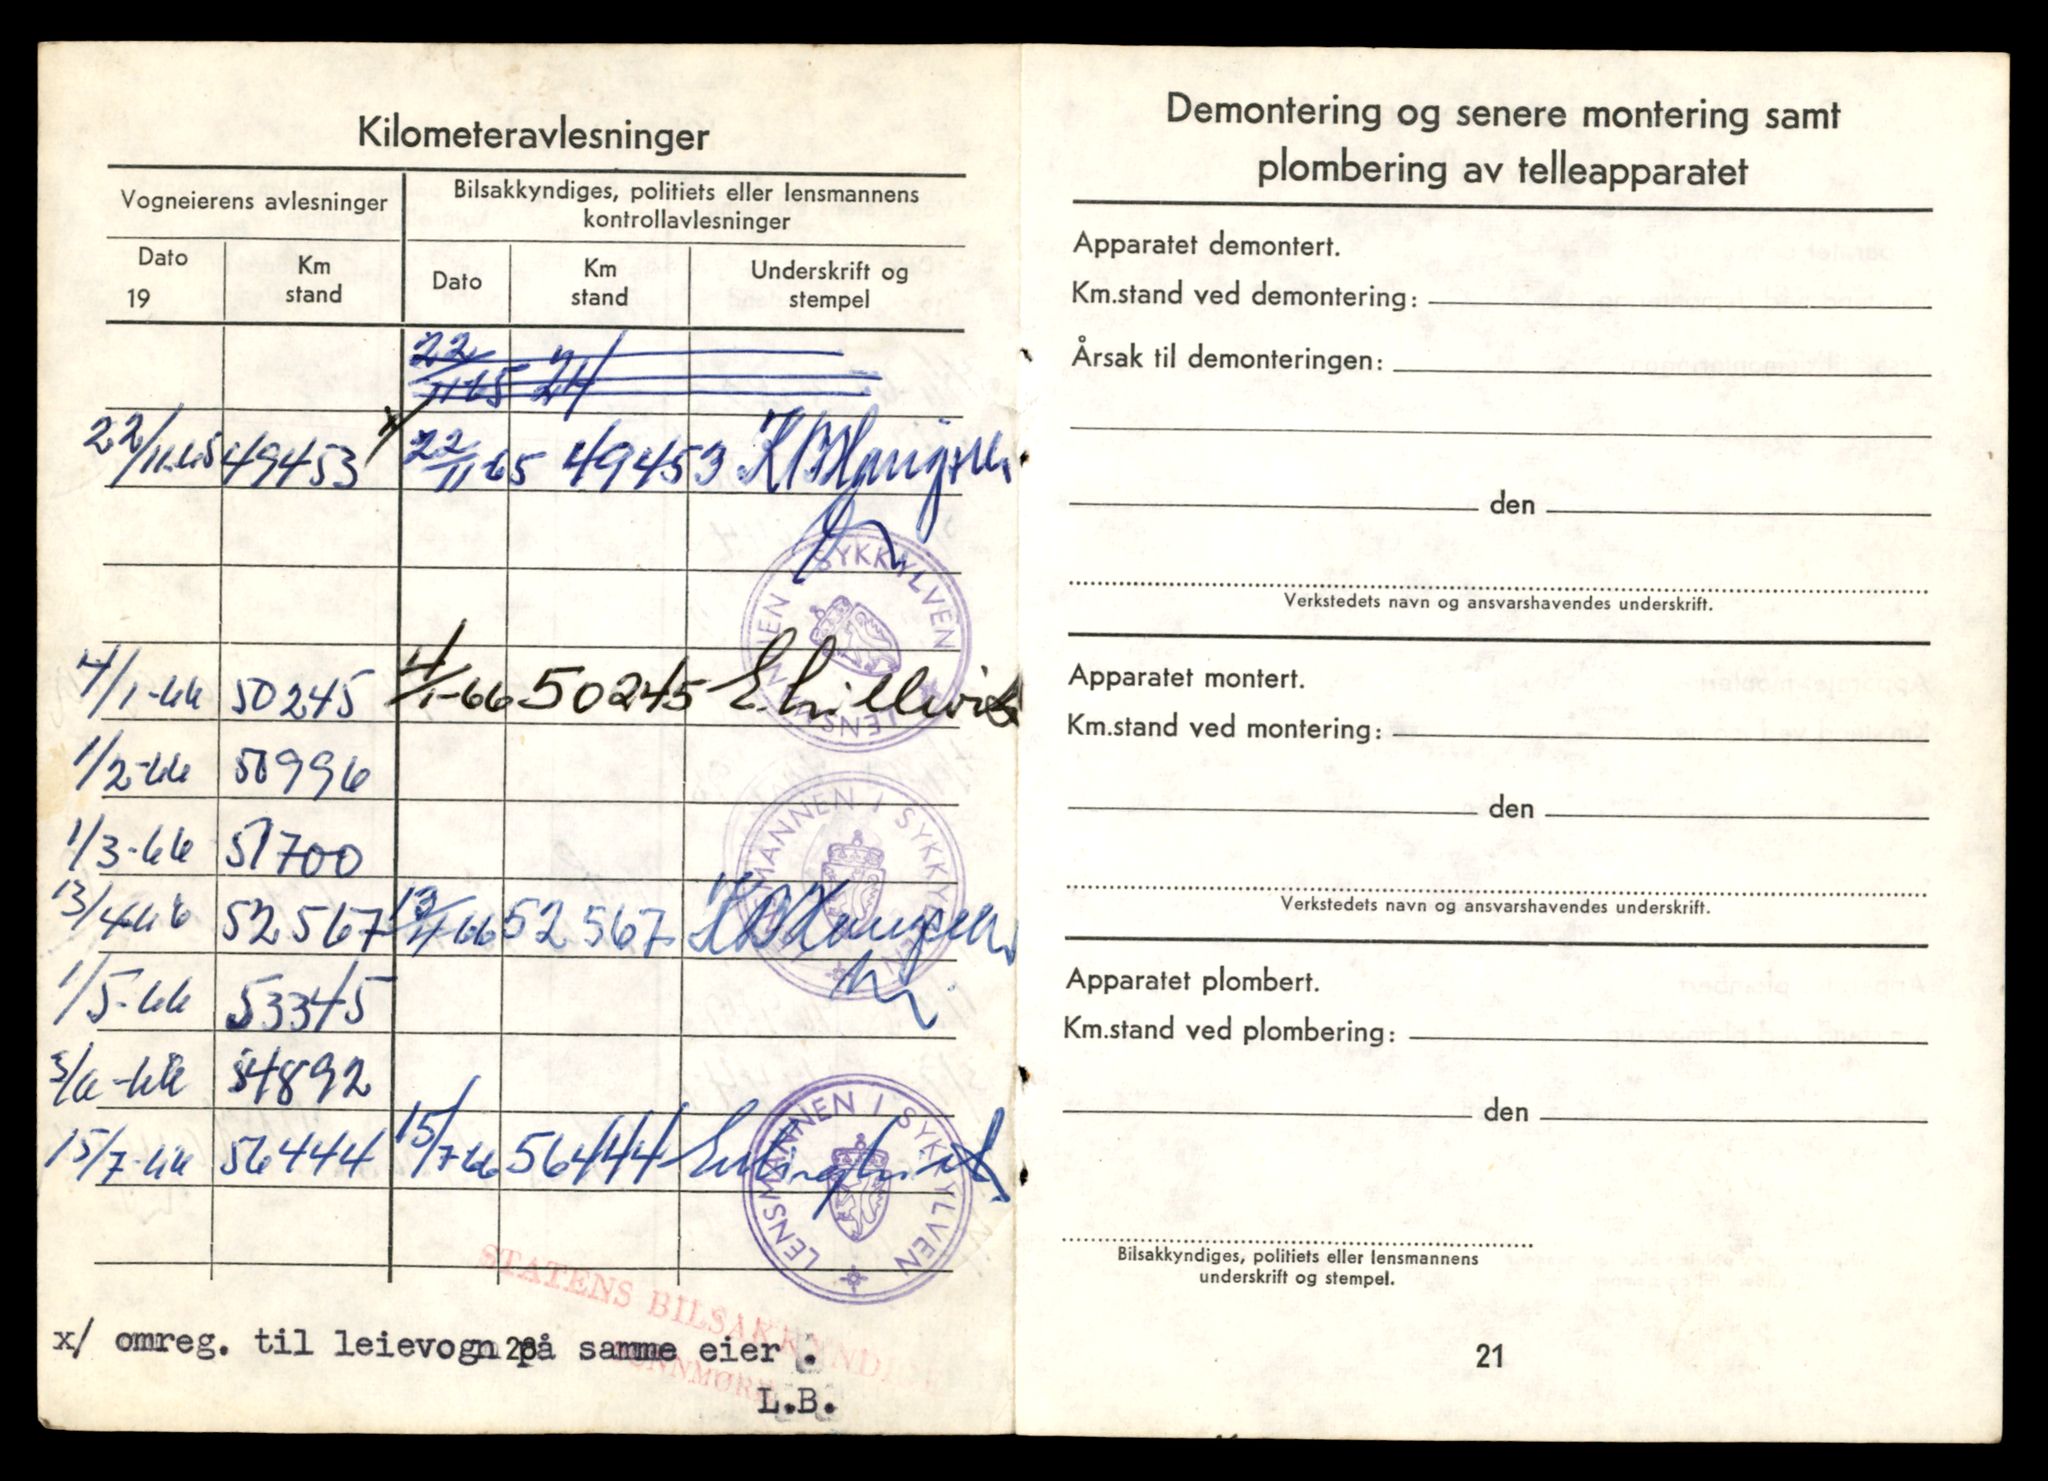 Kilometeravlesninger
Vogneierens avlesninger
Bilsakkyndiges, politiets eller lensmannens
kontrollavlesninger
Dato
19
Km
stand
Dato
Km
stand
Underskrift og
stempel
22/11-65
22/11-65 49453 x/ 22/11-65 49453
LENSMANNEN I SYKKYLVEN
4/1-66 50245 4/1-66 50245
1/2-66 50996
1/3-66 51700
LENSMANNEN I SYKKYLVEN
13/4-66 52567 13/4-66 52567
1/5-66 53345
3/6-66 54892
15/7-66 56444 15/7-66 56444
LENSMANNEN I SYKKYLVEN
STATENS BILSAKKYNDIGE
x/ omreg. til leievogn på samme eier.
20
L.B.
Demontering og senere montering samt
plombering av telleapparatet
Apparatet demontert.
Km.stand ved demontering:
Årsak til demonteringen:
den
Verkstedets navn og ansvarshavendes underskrift.
Apparatet montert.
Km.stand ved montering:
den
Verkstedets navn og ansvarshavendes underskrift.
Apparatet plombert.
Km.stand ved plombering:
den
Bilsakkyndiges, politiets eller lensmannens
underskrift og stempel.
21